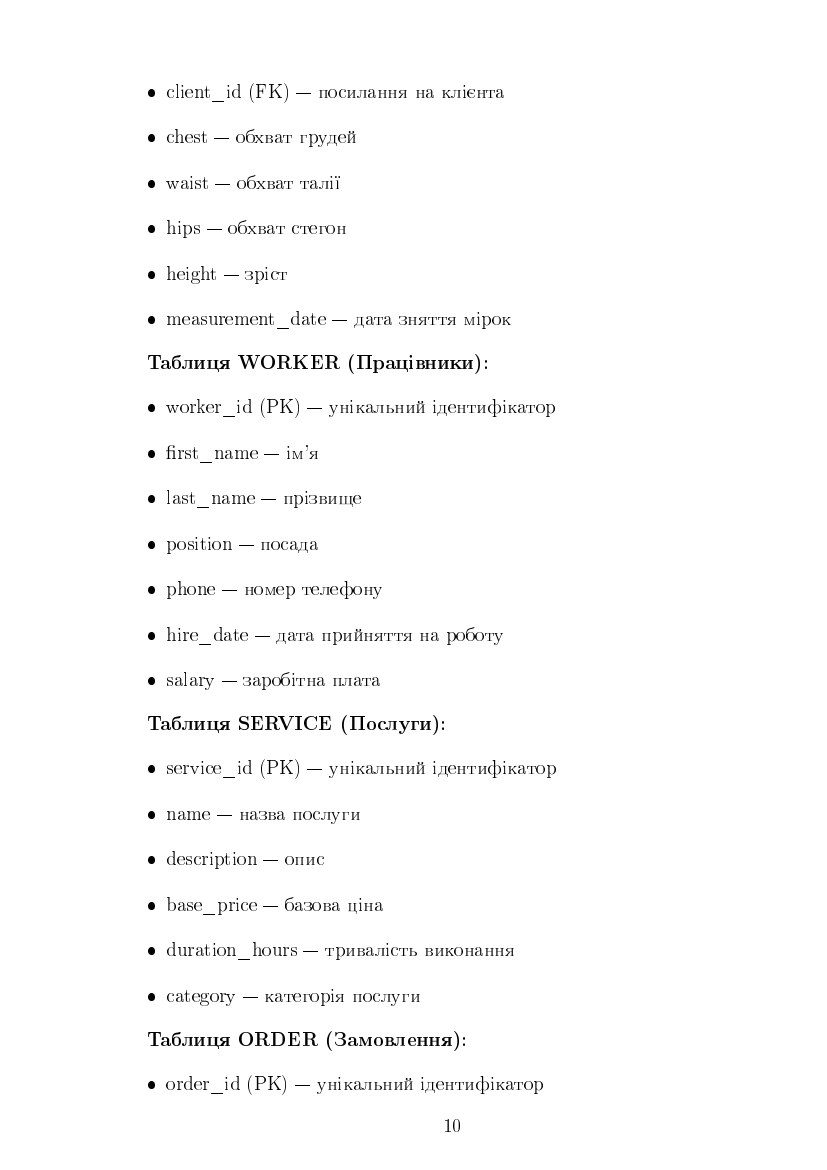 • client_id (FK) — посилання на клієнта
• chest — обхват грудей
• waist — обхват талії
• hips — обхват стегон
• height — зріст
• measurement_date — дата зняття мірок
Таблиця WORKER (Працівники):
• worker_id (PK) — унікальний ідентифікатор
• first_name — ім'я
• last_name — прізвище
• position — посада
• phone — номер телефону
• hire_date — дата прийняття на роботу
• salary — заробітна плата
Таблиця SERVICE (Послуги):
• service_id (PK) — унікальний ідентифікатор
• name — назва послуги
• description — опис
• base_price — базова ціна
• duration_hours — тривалість виконання
• category — категорія послуги
Таблиця ORDER (Замовлення):
• order_id (PK) — унікальний ідентифікатор
10